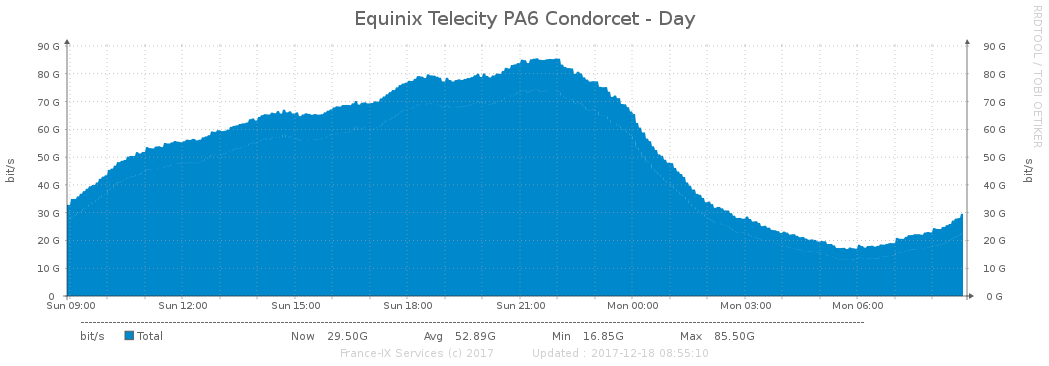 Equinix Telecity PA6 Condorcet - Day
RRDTOOL / TOBI OETIKER
bit/s
bit/s
90 G 90 G
80 G 80 G
70 G 70 G
60 G 60 G
50 G 50 G
40 G 40 G
30 G 30 G
20 G 20 G
10 G 10 G
0 0 G
Sun 09:00 Sun 12:00 Sun 15:00 Sun 18:00 Sun 21:00 Mon 00:00 Mon 03:00 Mon 06:00
bit/s Total Now 29.50G Avg 52.89G Min 16.85G Max 85.50G
France-IX Services (c) 2017 Updated : 2017-12-18 08:55:10